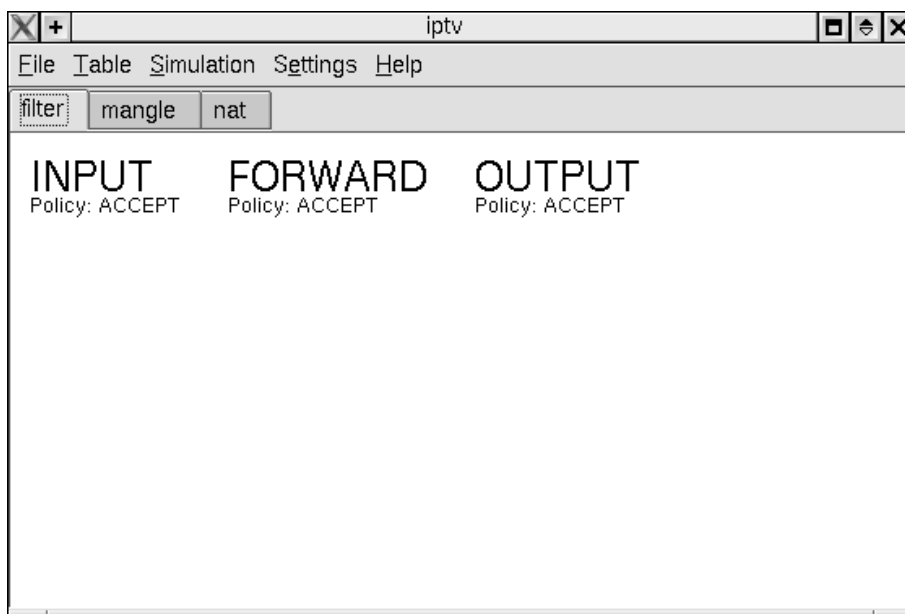 iptv
File Table Simulation Settings Help
filter mangle nat
INPUT FORWARD OUTPUT
Policy: ACCEPT Policy: ACCEPT Policy: ACCEPT